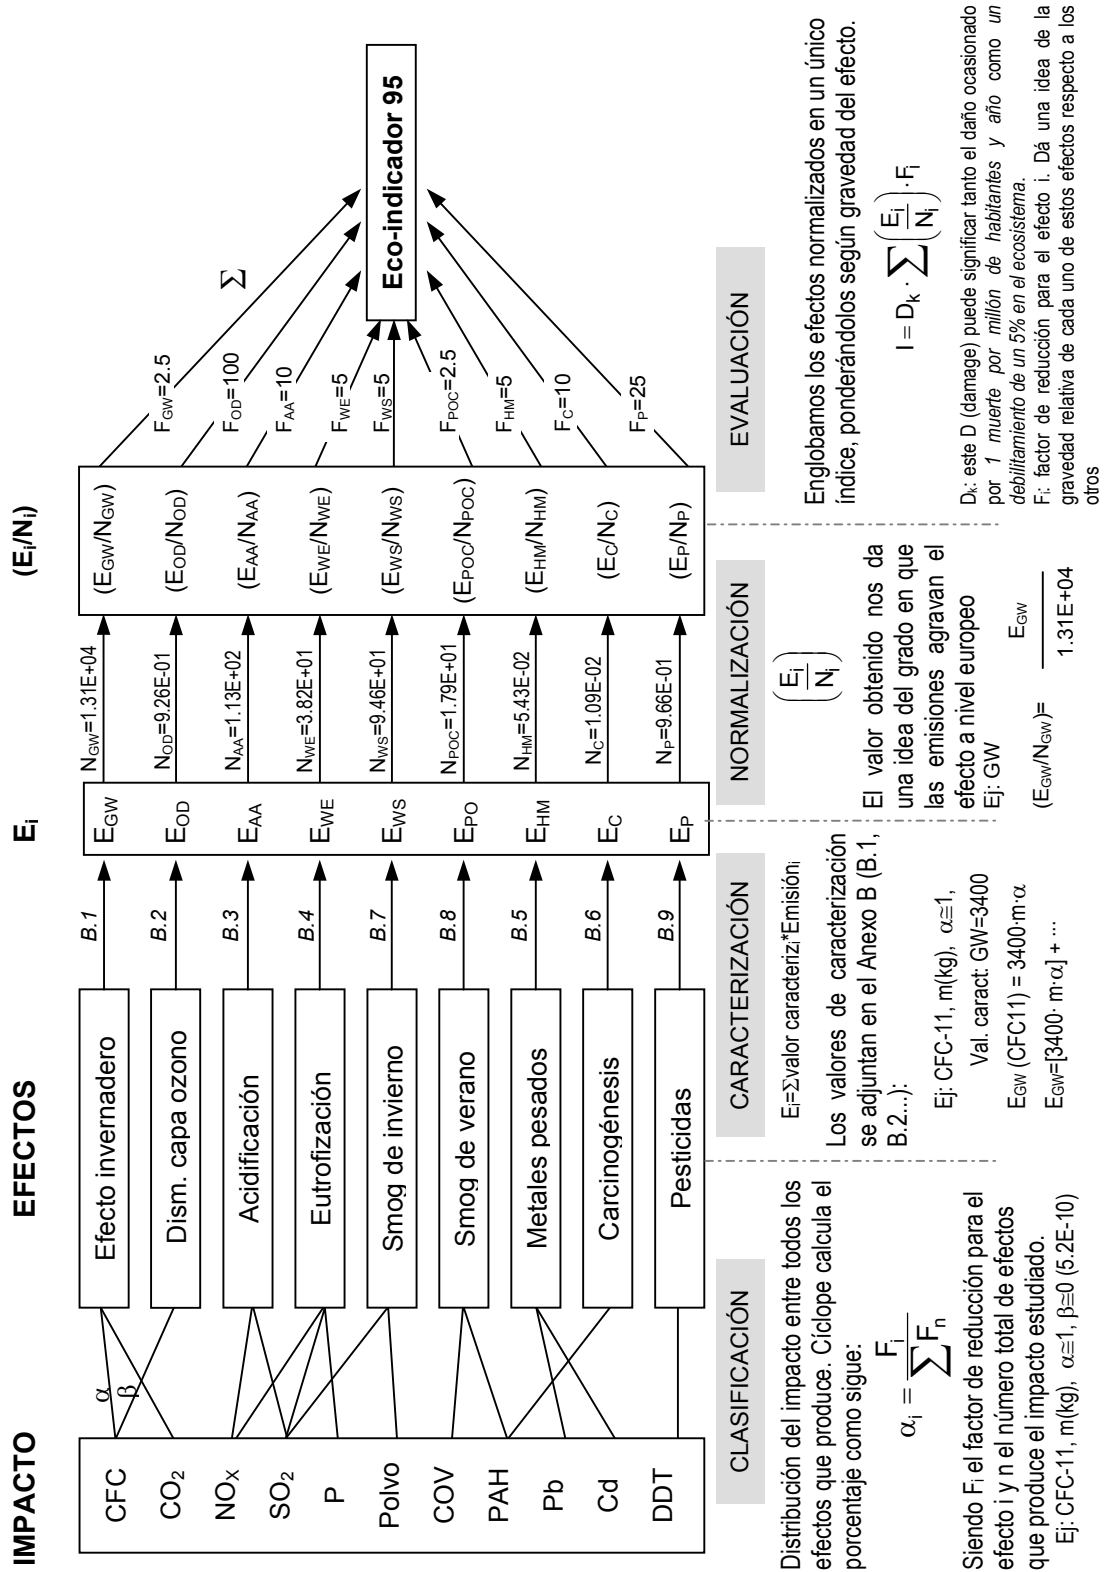 IMPACTO
EFECTOS
Ei
(Ei/Ni)
CFC
CO2
NOX
SO2
P
Polvo
COV
PAH
Pb
Cd
DDT
α
β
Efecto invernadero
Dism. capa ozono
Acidificación
Eutrofización
Smog de invierno
Smog de verano
Metales pesados
Carcinogénesis
Pesticidas
B.1
B.2
B.3
B.4
B.7
B.8
B.5
B.6
B.9
EGW
EOD
EAA
EWE
EWS
EPO
EHM
EC
EP
NGW=1.31E+04
NOD=9.26E-01
NAA=1.13E+02
NWE=3.82E+01
NWS=9.46E+01
NPOC=1.79E+01
NHM=5.43E-02
NC=1.09E-02
NP=9.66E-01
(EGW/NGW)
(EOD/NOD)
(EAA/NAA)
(EWE/NWE)
(EWS/NWS)
(EPOC/NPOC)
(EHM/NHM)
(EC/NC)
(EP/NP)
FGW=2.5
FOD=100
FAA=10
FWE=5
FWS=5
FPOC=2.5
FHM=5
FC=10
FP=25
Σ
Eco-indicador 95
CLASIFICACIÓN
Distribución del impacto entre todos los
efectos que produce. Cíclope calcula el
porcentaje como sigue:
αi = Fi / ∑Fn
Siendo Fi el factor de reducción para el
efecto i y n el número total de efectos
que produce el impacto estudiado.
Ej: CFC-11, m(kg), α≅1, β≅0 (5.2E-10)
CARACTERIZACIÓN
Ei=Σvalor caracterizi*Emisióni
Los valores de caracterización
se adjuntan en el Anexo B (B.1,
B.2...):
Ej: CFC-11, m(kg), α≅1,
Val. caract: GW=3400
EGW (CFC11) = 3400·m·α
EGW=[3400· m·α] + ...
NORMALIZACIÓN
(Ei/Ni)
El valor obtenido nos da
una idea del grado en que
las emisiones agravan el
efecto a nivel europeo
Ej: GW
(EGW/NGW)= EGW / 1.31E+04
EVALUACIÓN
Englobamos los efectos normalizados en un único
índice, ponderándolos según gravedad del efecto.
I = Dk · ∑(Ei/Ni)·Fi
Dk: este D (damage) puede significar tanto el daño ocasionado
por 1 muerte por millón de habitantes y año como un
debilitamiento de un 5% en el ecosistema.
Fi: factor de reducción para el efecto i. Dá una idea de la
gravedad relativa de cada uno de estos efectos respecto a los
otros